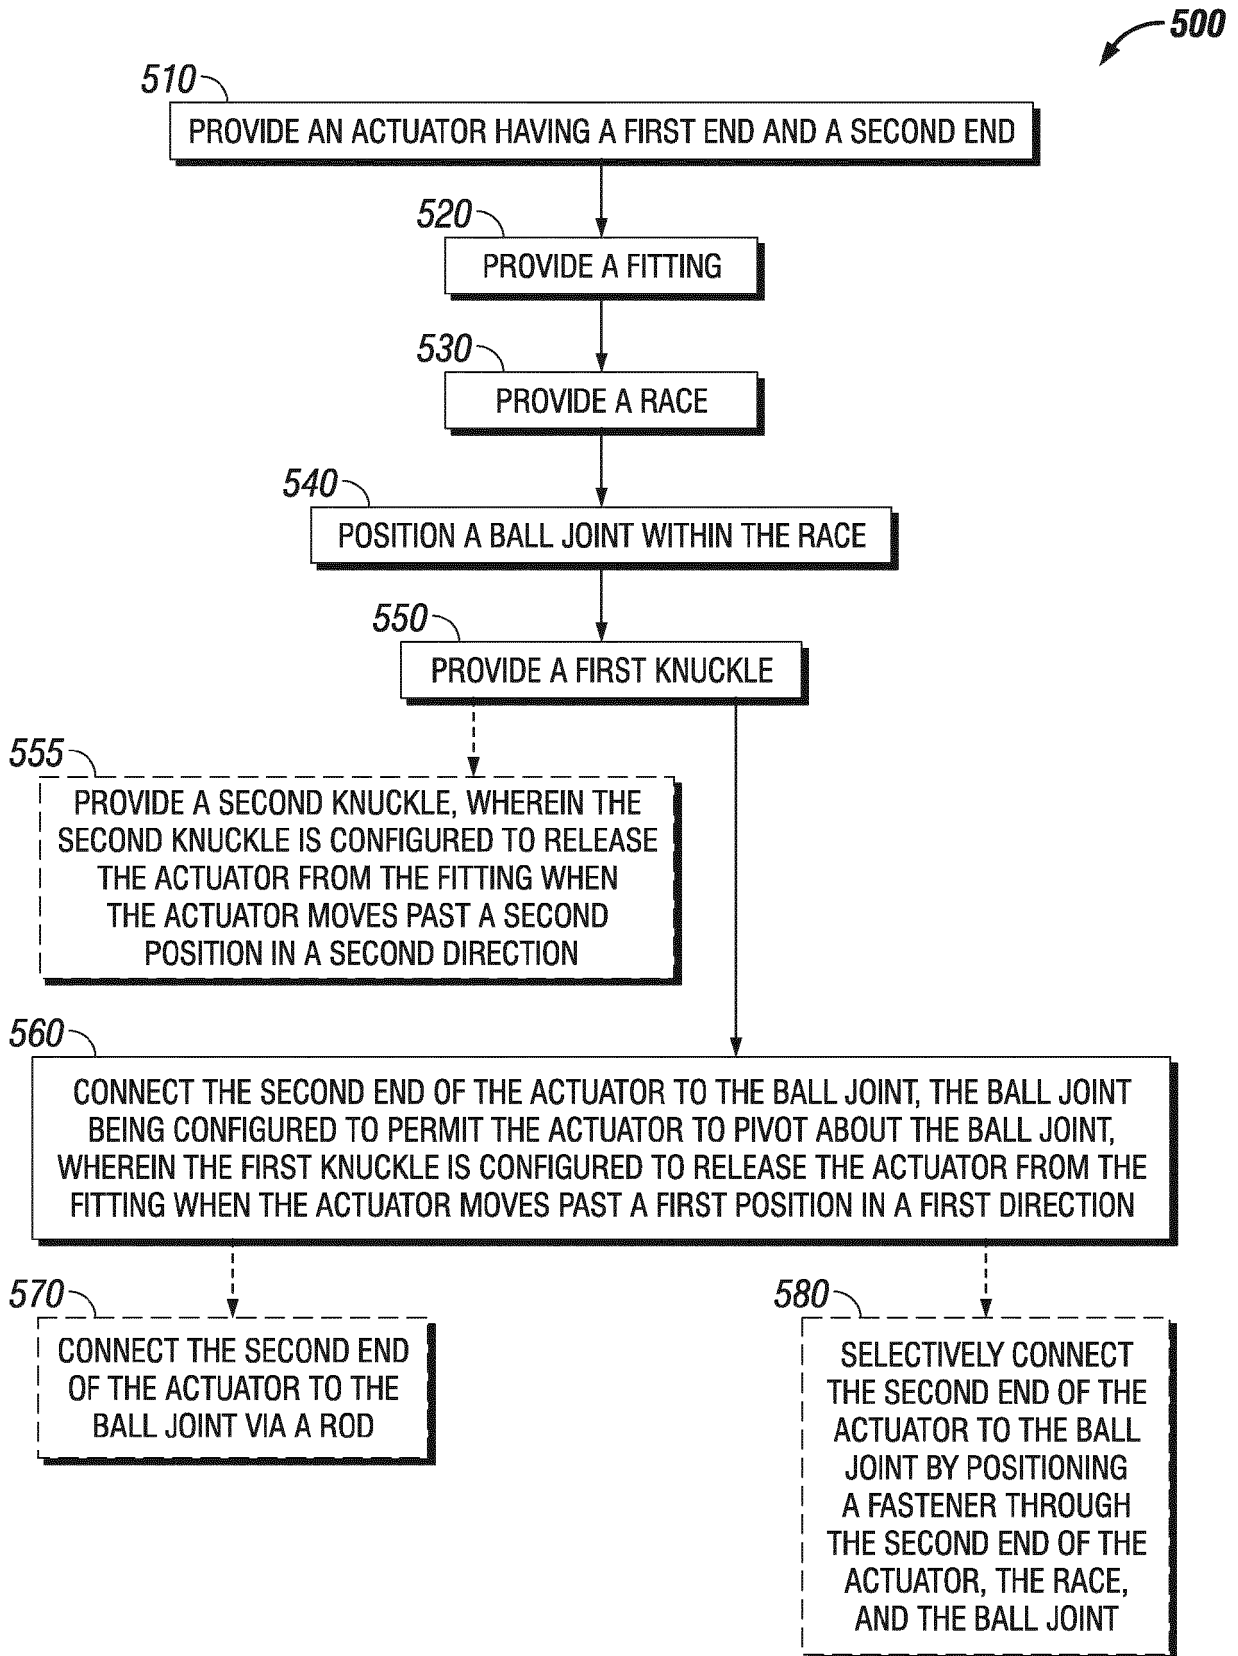 500
510
PROVIDE AN ACTUATOR HAVING A FIRST END AND A SECOND END
520
PROVIDE A FITTING
530
PROVIDE A RACE
540
POSITION A BALL JOINT WITHIN THE RACE
550
PROVIDE A FIRST KNUCKLE
555
PROVIDE A SECOND KNUCKLE, WHEREIN THE
SECOND KNUCKLE IS CONFIGURED TO RELEASE
THE ACTUATOR FROM THE FITTING WHEN
THE ACTUATOR MOVES PAST A SECOND
POSITION IN A SECOND DIRECTION
560
CONNECT THE SECOND END OF THE ACTUATOR TO THE BALL JOINT, THE BALL JOINT
BEING CONFIGURED TO PERMIT THE ACTUATOR TO PIVOT ABOUT THE BALL JOINT,
WHEREIN THE FIRST KNUCKLE IS CONFIGURED TO RELEASE THE ACTUATOR FROM THE
FITTING WHEN THE ACTUATOR MOVES PAST A FIRST POSITION IN A FIRST DIRECTION
570
CONNECT THE SECOND END
OF THE ACTUATOR TO THE
BALL JOINT VIA A ROD
580
SELECTIVELY CONNECT
THE SECOND END OF THE
ACTUATOR TO THE BALL
JOINT BY POSITIONING
A FASTENER THROUGH
THE SECOND END OF THE
ACTUATOR, THE RACE,
AND THE BALL JOINT